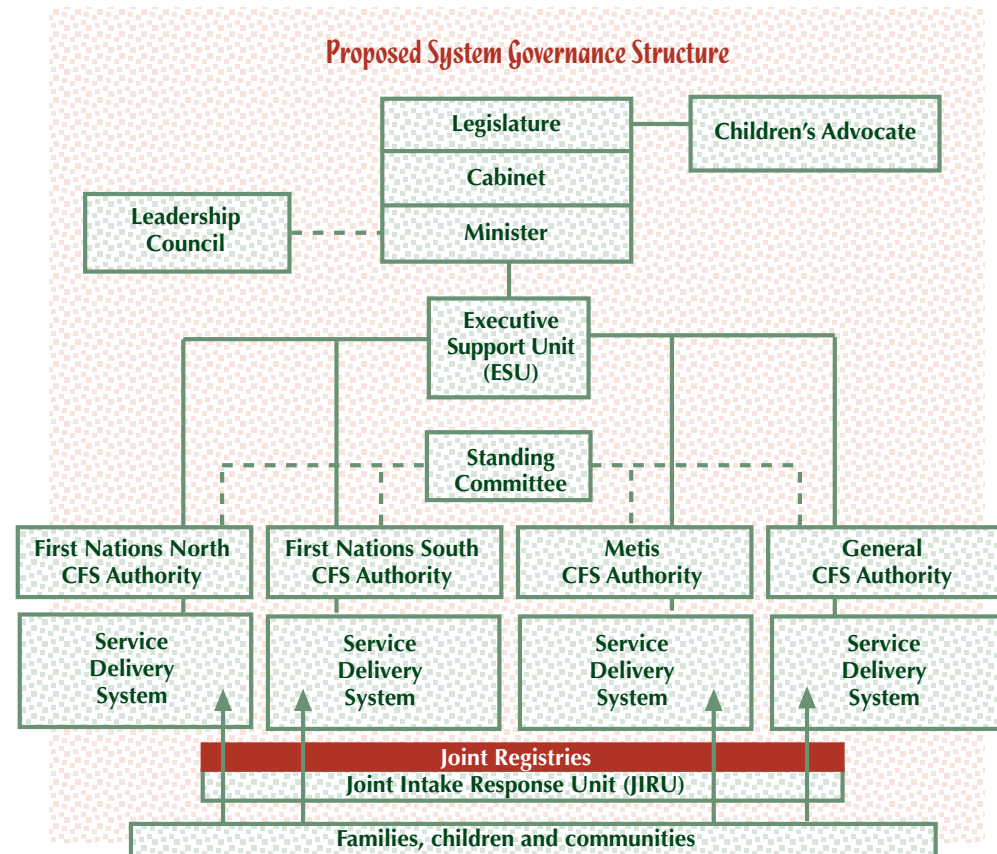 Proposed System Governance Structure
Legislature
Children's Advocate
Cabinet
Leadership
Council
Minister
Executive
Support Unit
(ESU)
Standing
Committee
First Nations North
CFS Authority
First Nations South
CFS Authority
Metis
CFS Authority
General
CFS Authority
Service
Delivery
System
Service
Delivery
System
Service
Delivery
System
Service
Delivery
System
Joint Registries
Joint Intake Response Unit (JIRU)
Families, children and communities